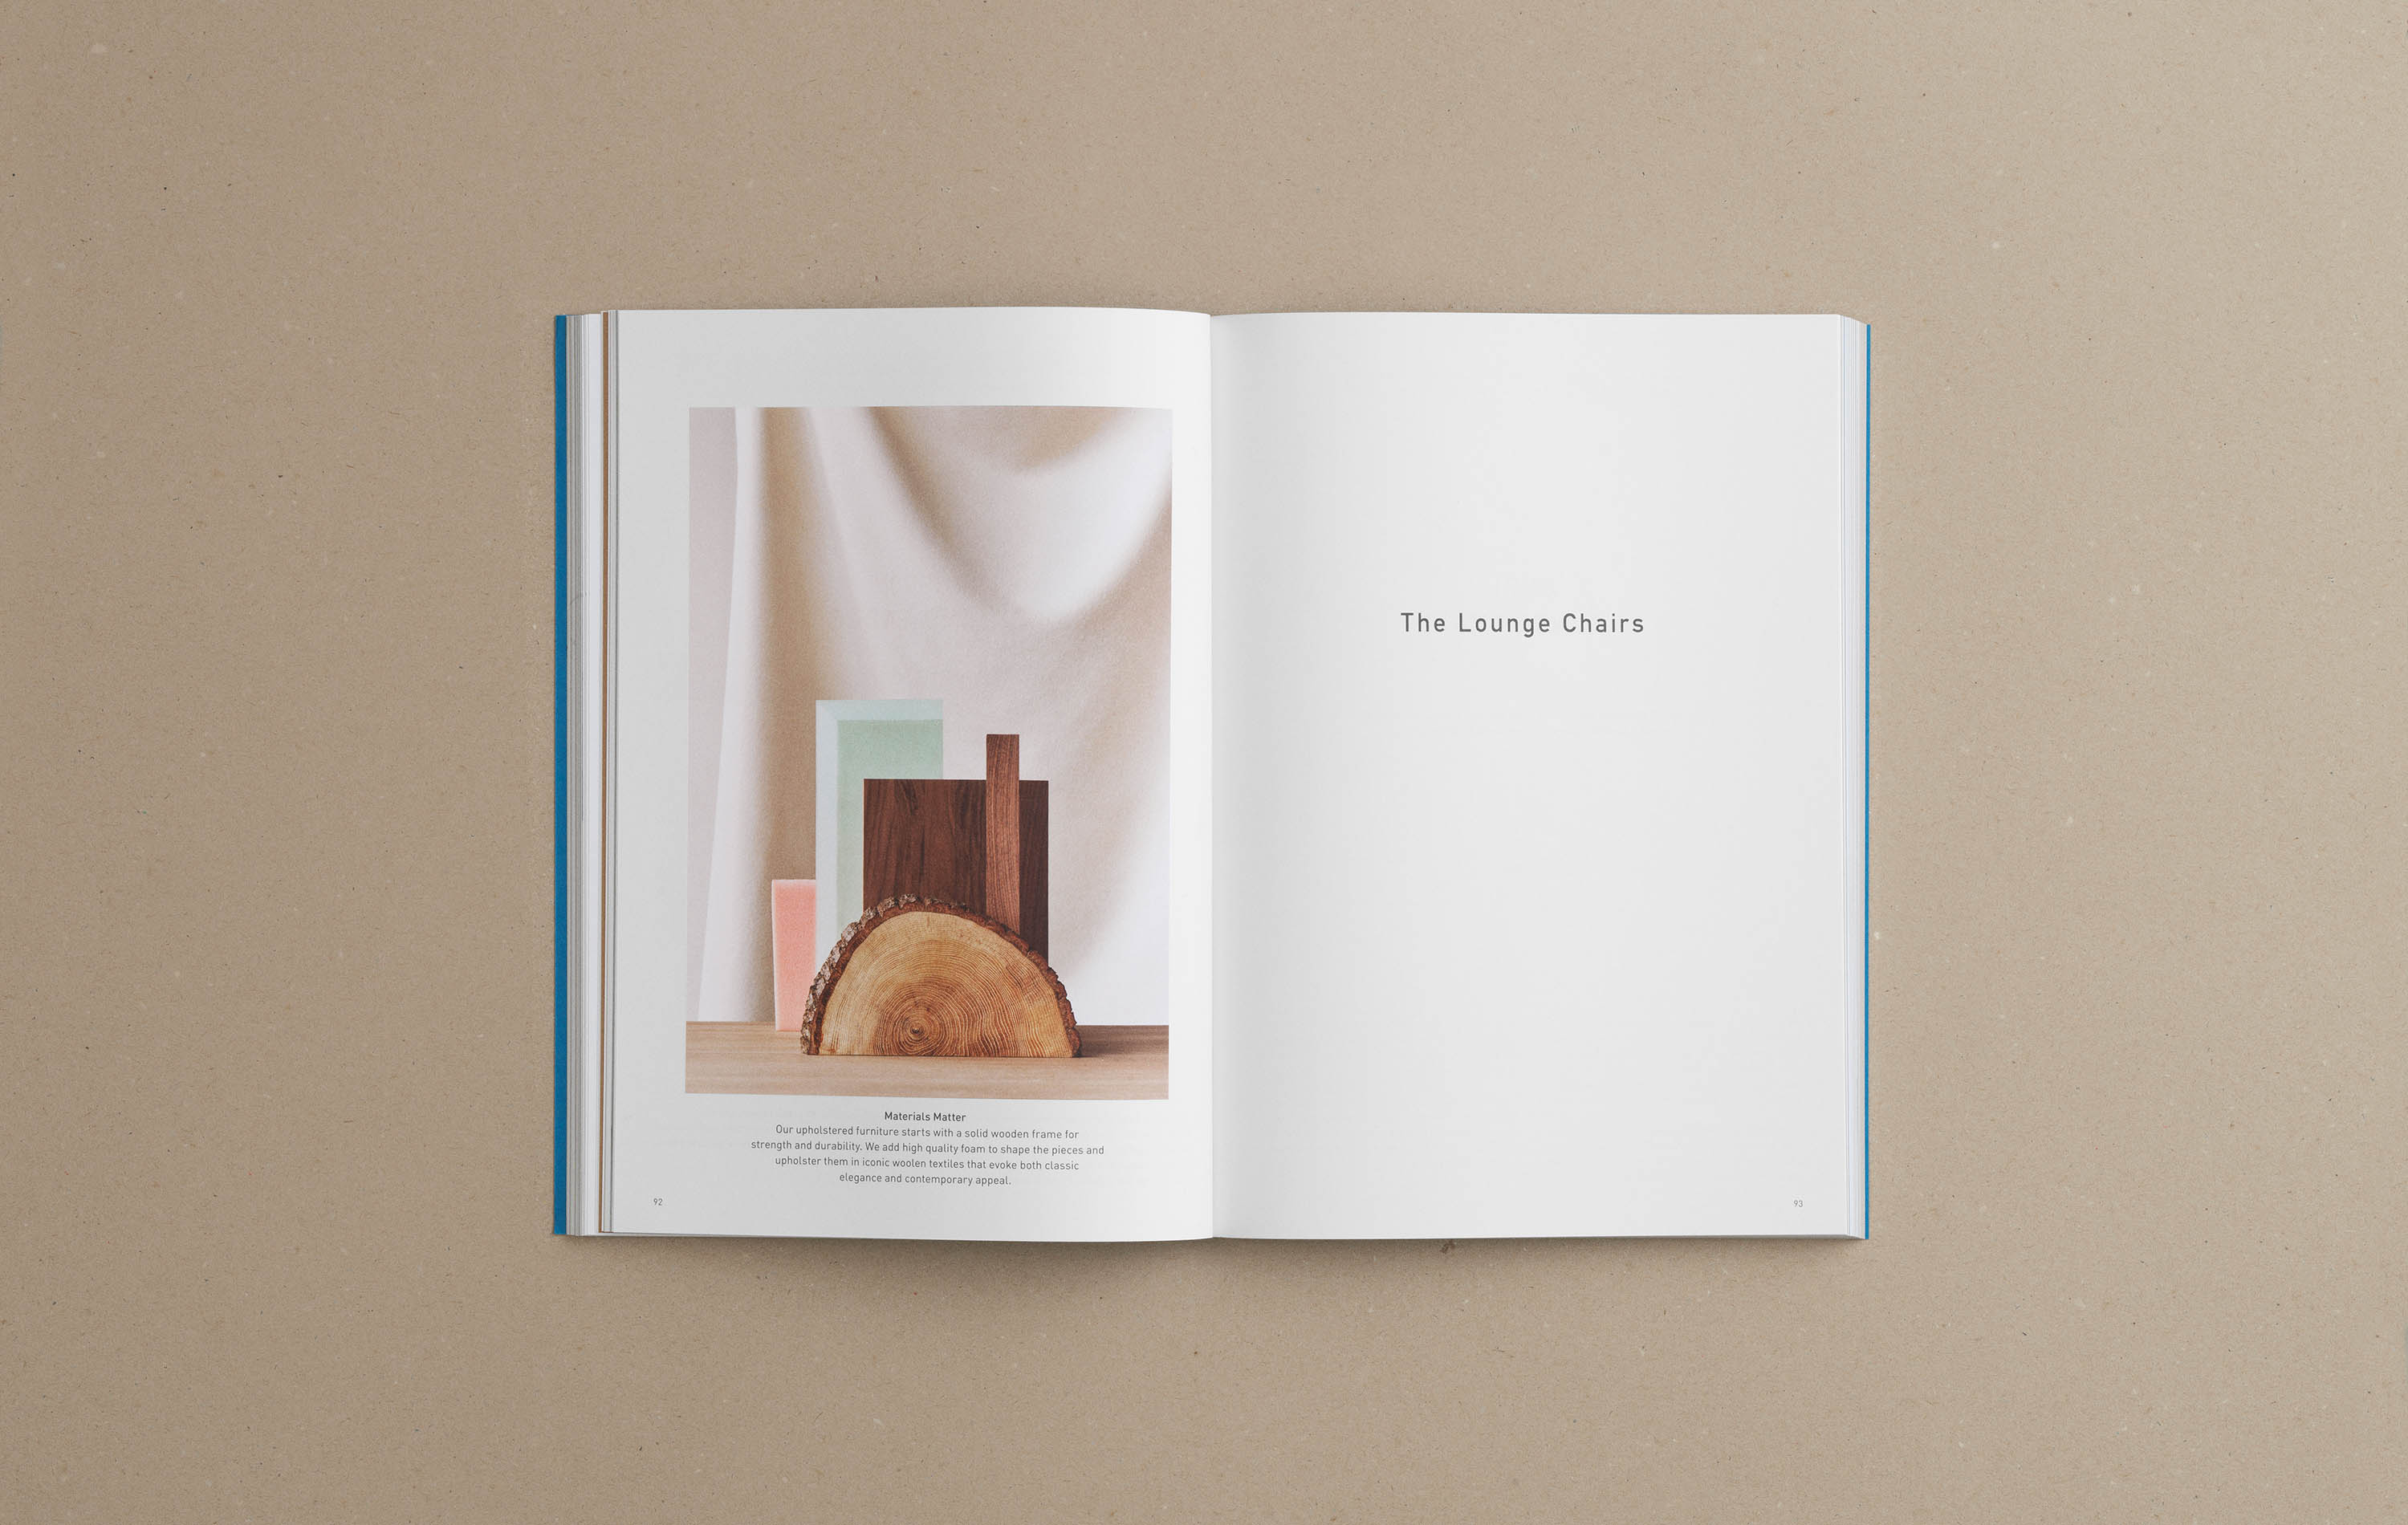 Materials Matter
Our upholstered furniture starts with a solid wooden frame for
strength and durability. We add high quality foam to shape the pieces and
upholster them in iconic woolen textiles that evoke both classic
elegance and contemporary appeal.
92
The Lounge Chairs
93